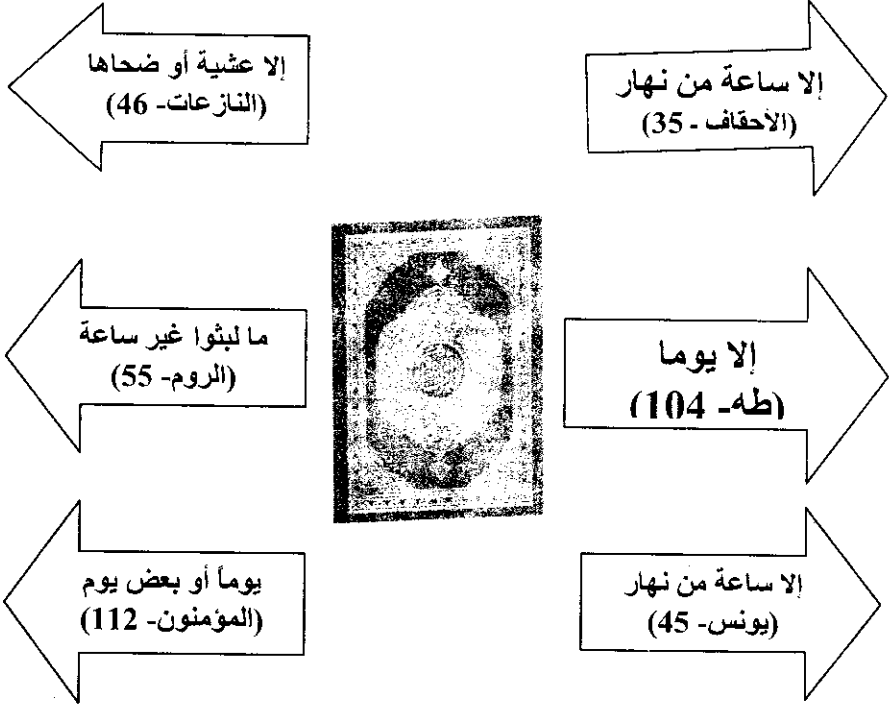 إلا ساعة من نهار
(الأحقاف - 35)
إلا عشية أو ضحاها
(النازعات- 46)
إلا يوما
(طه- 104)
ما لبثوا غير ساعة
(الروم- 55)
إلا ساعة من نهار
(يونس- 45)
يوماً أو بعض يوم
(المؤمنون- 112)